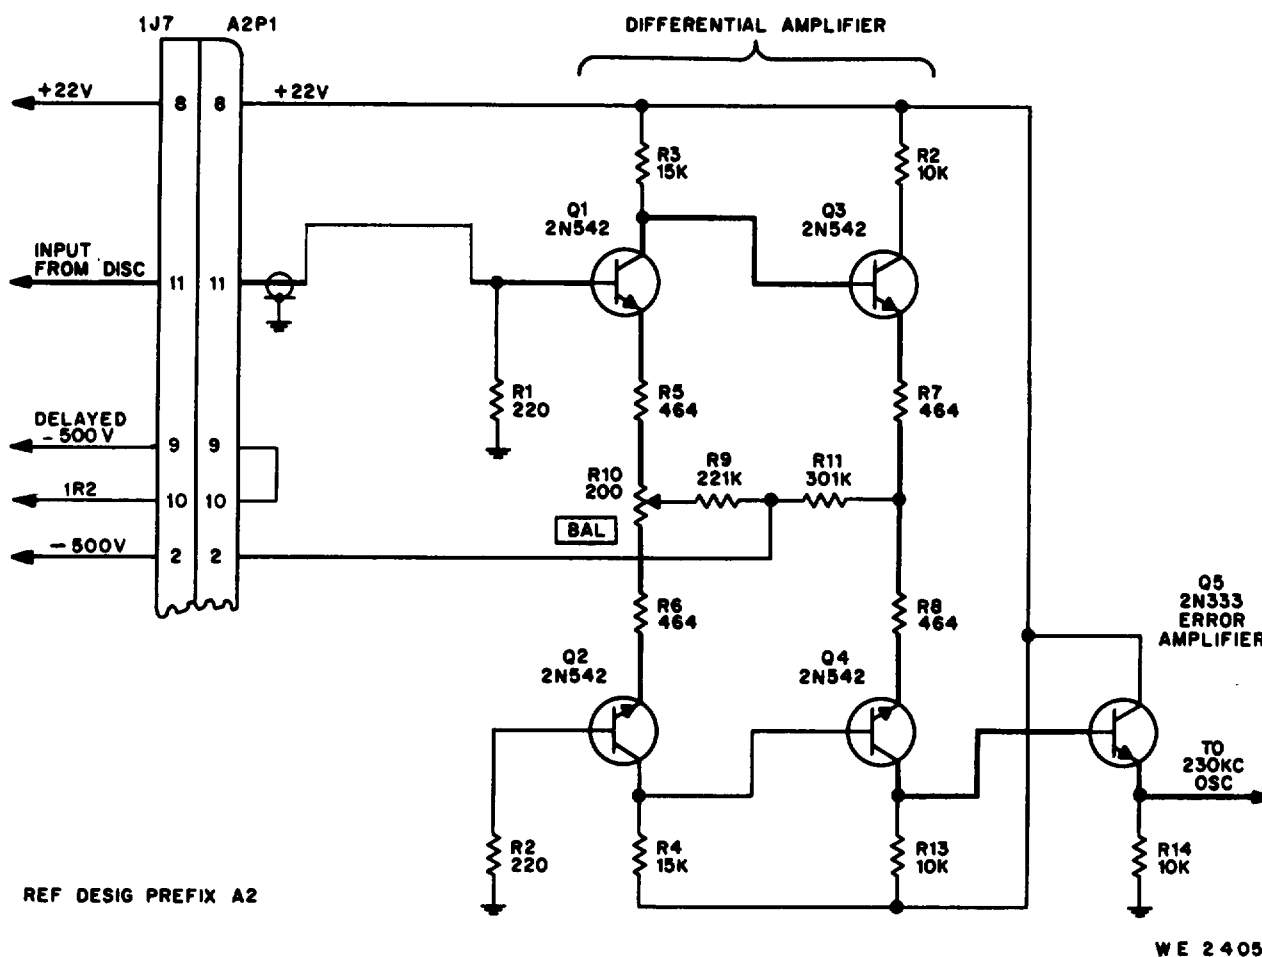 1J7
A2P1
DIFFERENTIAL AMPLIFIER
+22V
8
8
+22V
R3
15K
R2
10K
Q1
2N542
Q3
2N542
INPUT
FROM DISC
11
11
R1
220
R5
464
R7
464
DELAYED
-500V
9
9
1R2
10
10
R10
200
R9
221K
R11
301K
BAL
-500V
2
2
R6
464
R8
464
Q5
2N333
ERROR
AMPLIFIER
Q2
2N542
Q4
2N542
TO
230KC
OSC
R2
220
R4
15K
R13
10K
R14
10K
REF DESIG PREFIX A2
WE 2405